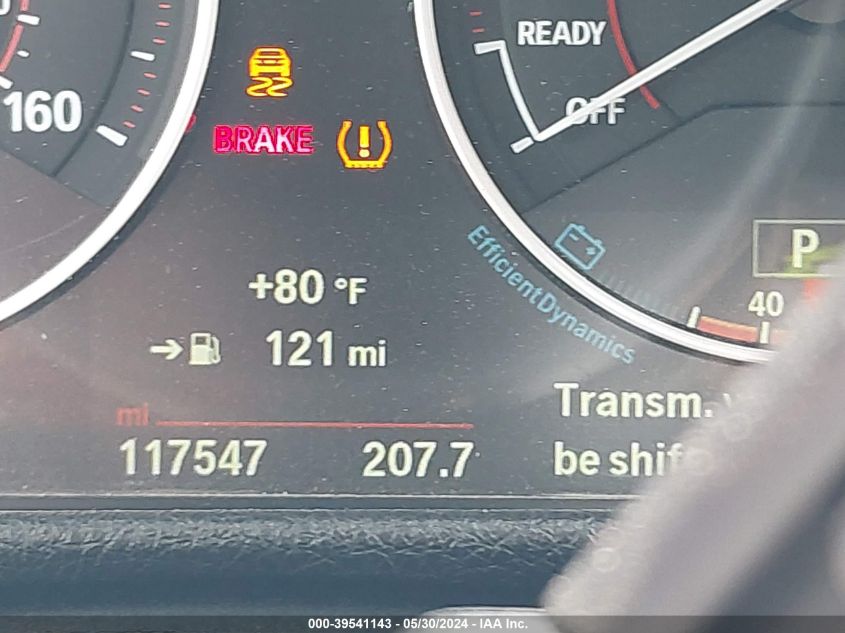 160
READY
OFF
BRAKE
EfficientDynamics
P
+80 °F
40
121 mi
Transm.
mi
117547 207.7
be shif
000-39541143 - 05/30/2024 - IAA Inc.